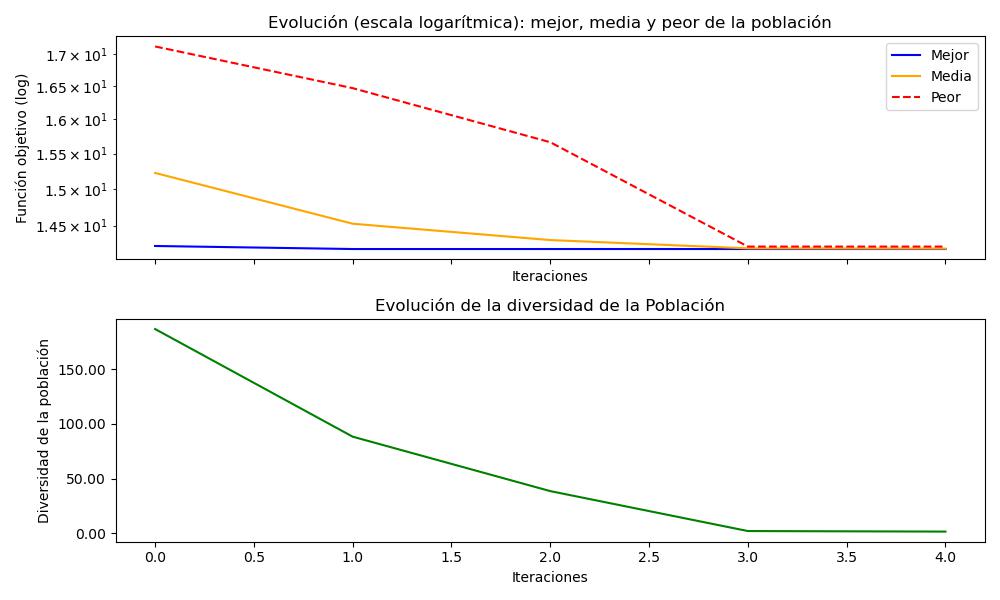 Evolución (escala logarítmica): mejor, media y peor de la población
Función objetivo (log)
1.7 × 10¹
1.65 × 10¹
1.6 × 10¹
1.55 × 10¹
1.5 × 10¹
1.45 × 10¹
Mejor
Media
Peor
Iteraciones
Evolución de la diversidad de la Población
Diversidad de la población
150.00
100.00
50.00
0.00
0.0 0.5 1.0 1.5 2.0 2.5 3.0 3.5 4.0
Iteraciones